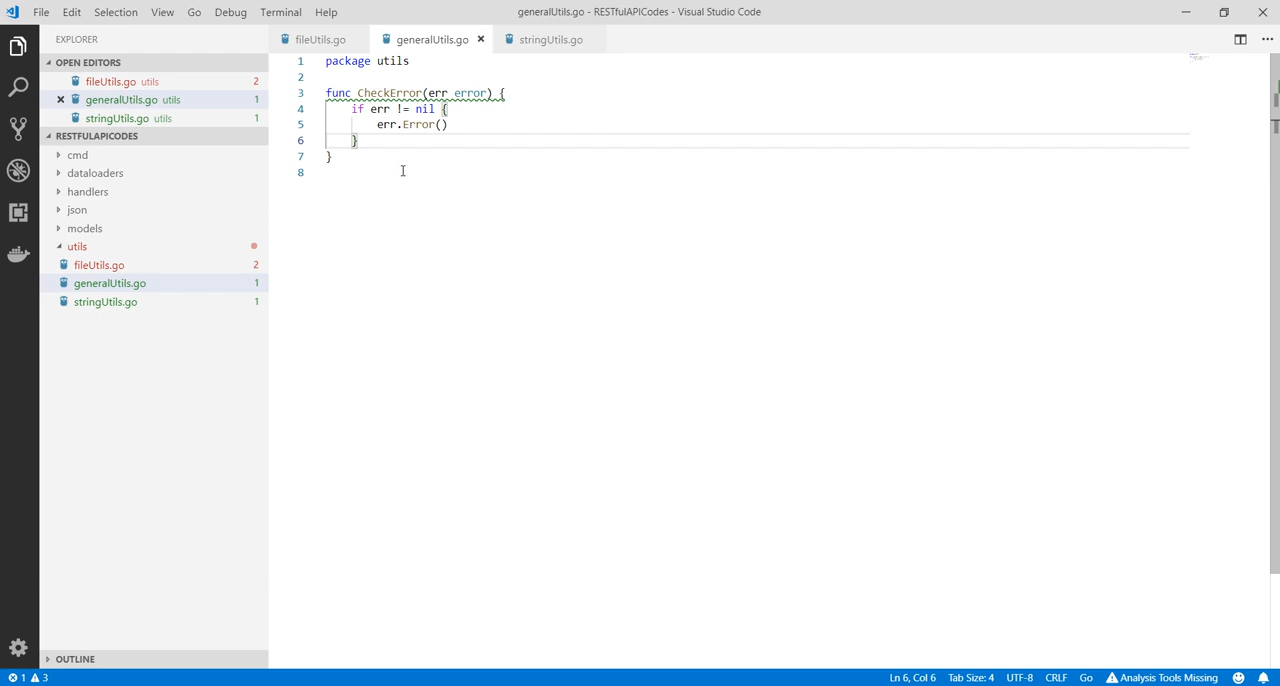 File Edit Selection View Go Debug Terminal Help
generalUtils.go - RESTfulAPICodes - Visual Studio Code
EXPLORER
fileUtils.go generalUtils.go stringUtils.go
OPEN EDITORS
fileUtils.go utils 2
generalUtils.go utils 1
stringUtils.go utils 1
RESTFULAPICODES
cmd
dataloaders
handlers
json
models
utils
fileUtils.go 2
generalUtils.go 1
stringUtils.go 1
OUTLINE
1 package utils
2
3 func CheckError(err error) {
4 if err != nil {
5 err.Error()
6 }
7 }
8
1 3
Ln 6, Col 6 Tab Size: 4 UTF-8 CRLF Go Analysis Tools Missing